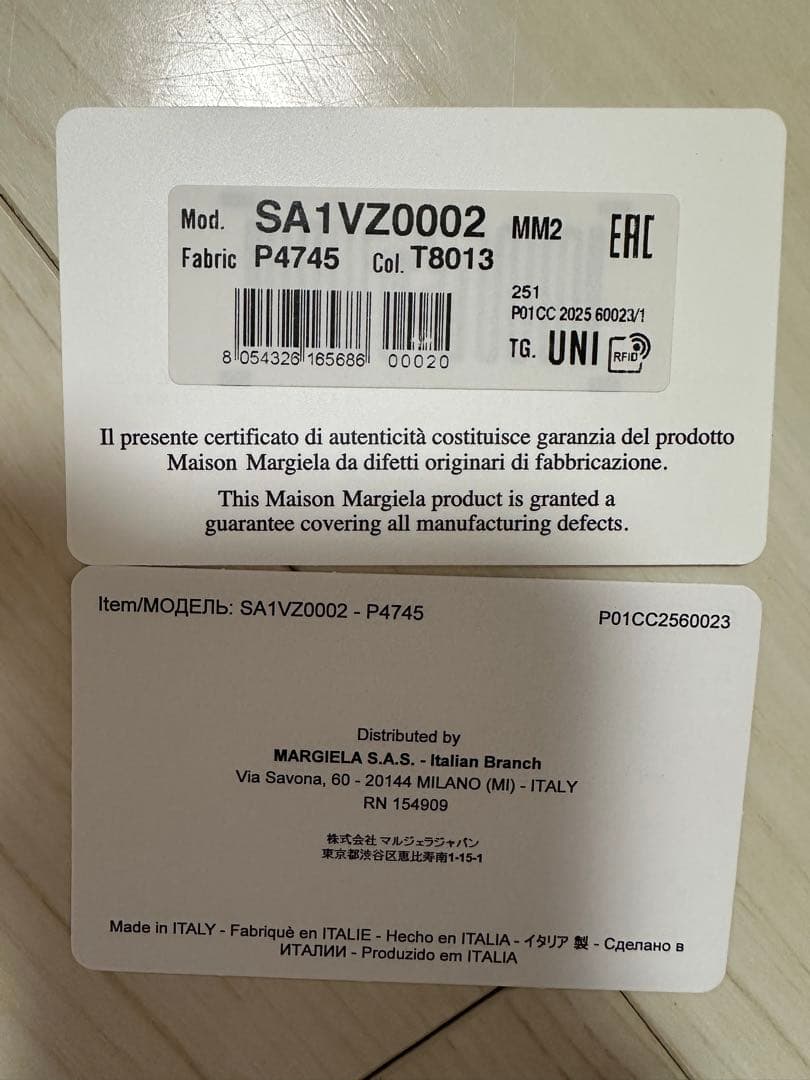 Mod. SA1VZ0002 MM2 EAC
Fabric P4745 Col. T8013
251
P01CC 2025 60023/1
8 054326 165686 00020
TG. UNI RFID
Il presente certificato di autenticità costituisce garanzia del prodotto
Maison Margiela da difetti originari di fabbricazione.
This Maison Margiela product is granted a
guarantee covering all manufacturing defects.
Item/МОДЕЛЬ: SA1VZ0002 - P4745 P01CC2560023
Distributed by
MARGIELA S.A.S. - Italian Branch
Via Savona, 60 - 20144 MILANO (MI) - ITALY
RN 154909
株式会社 マルジェラジャパン
東京都渋谷区恵比寿南1-15-1
Made in ITALY - Fabriquè en ITALIE - Hecho en ITALIA - イタリア 製 - Сделано в
ИТАЛИИ - Produzido em ITALIA